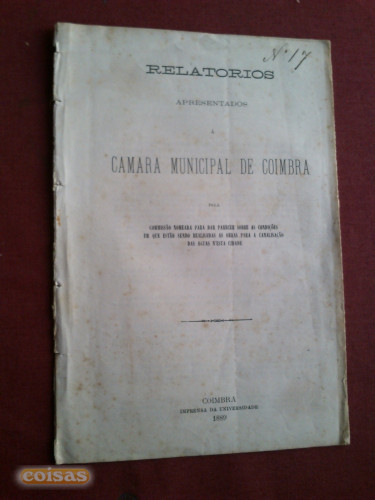 Nº 17
RELATORIOS
APRESENTADOS
Á
CAMARA MUNICIPAL DE COIMBRA
PELA
COMMISSÃO NOMEADA PARA DAR PARECER SOBRE AS CONDIÇÕES
EM QUE ESTÃO SENDO REALISADAS AS OBRAS PARA A CANALISAÇÃO
DAS AGUAS N'ESTA CIDADE
COIMBRA
IMPRENSA DA UNIVERSIDADE
1889
coisas